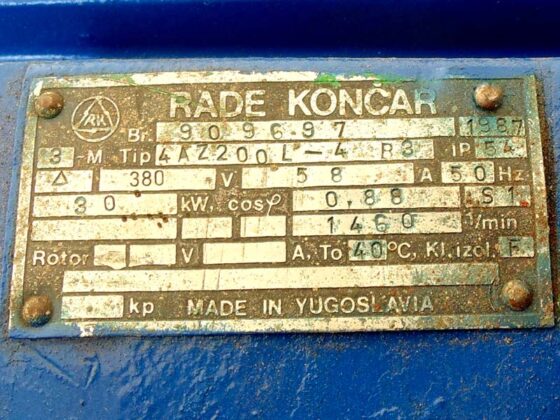 RK
RADE KONČAR
Br. 909697 1987
3 -M Tip 4AZ200L-4 B3 IP 54
△ 380 V 58 A 50 Hz
30 kW, cosφ 0,88 S1
1460 1/min
Rotor V A, To 40°C, Kl. izol. F
kp MADE IN YUGOSLAVIA